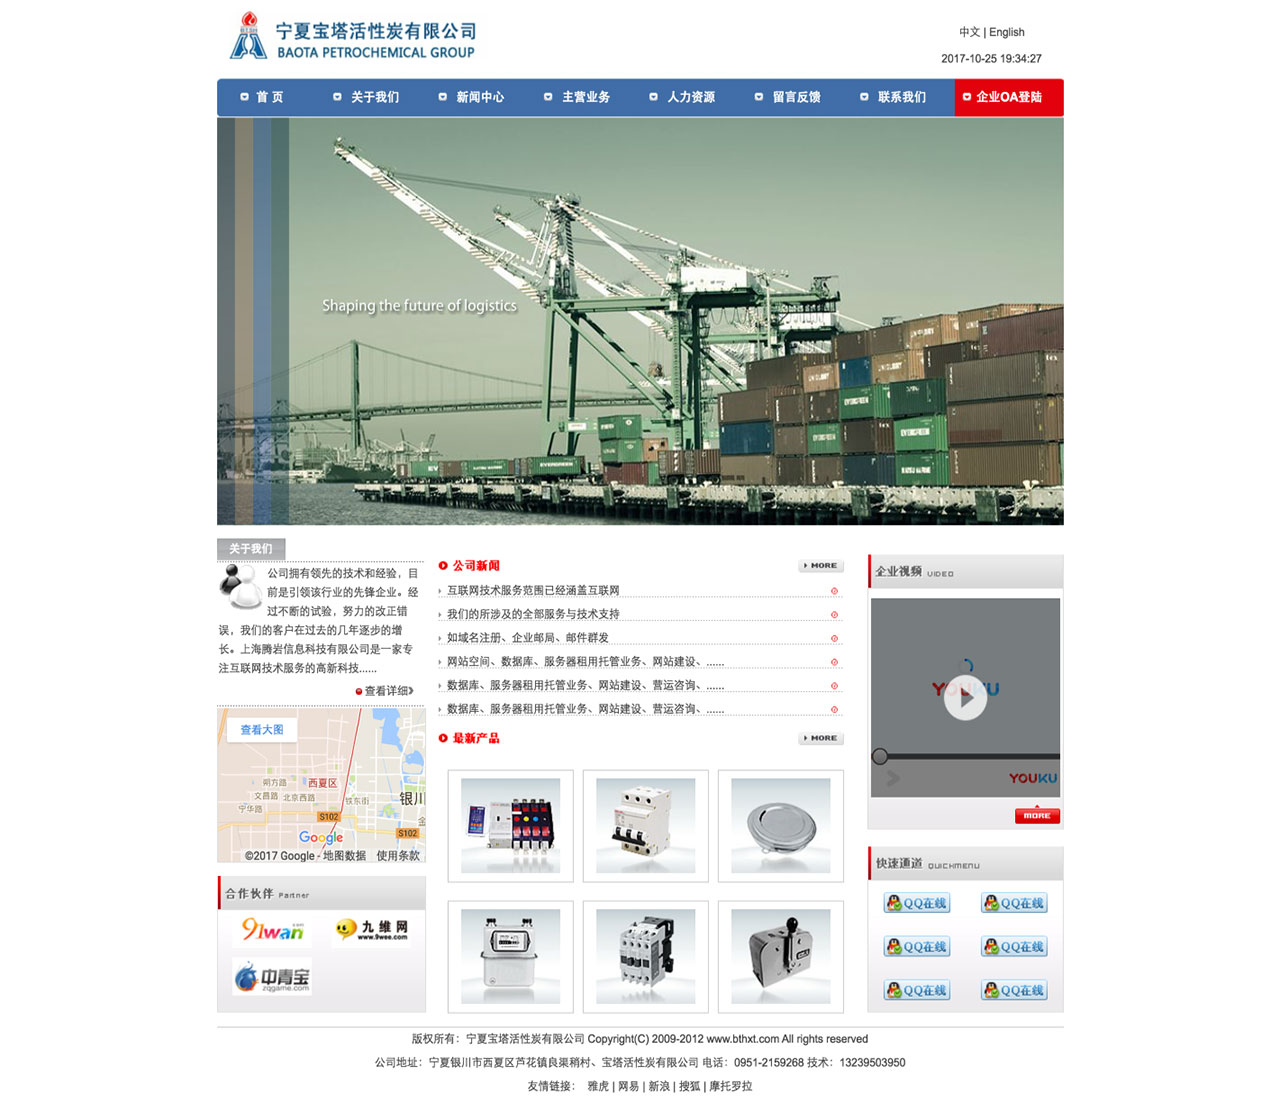 宁夏宝塔活性炭有限公司
BAOTA PETROCHEMICAL GROUP
中文 | English
2017-10-25 19:34:27
首 页
关于我们
新闻中心
主营业务
人力资源
留言反馈
联系我们
企业OA登陆
Shaping the future of logistics
关于我们
公司拥有领先的技术和经验，目
前是引领该行业的先锋企业。经
过不断的试验，努力的改正错
误，我们的客户在过去的几年逐步的增
长。上海腾岩信息科技有限公司是一家专
注互联网技术服务的高新科技......
查看详细》
查看大图
朔方路
西夏区
文昌路
北京西路
宁华路
铁东街
银川
S102
S102
Google
©2017 Google - 地图数据
使用条款
合作伙伴 Partner
91wan
九维网
www.9wee.com
中青宝
zqgame.com
公司新闻
MORE
互联网技术服务范围已经涵盖互联网
我们的所涉及的全部服务与技术支持
如域名注册、企业邮局、邮件群发
网站空间、数据库、服务器租用托管业务、网站建设、......
数据库、服务器租用托管业务、网站建设、营运咨询、......
数据库、服务器租用托管业务、网站建设、营运咨询、......
最新产品
MORE
企业视频 VIDEO
YOUKU
YOUKU
MORE
快速通道 QUICKMENU
QQ在线
QQ在线
QQ在线
QQ在线
QQ在线
QQ在线
版权所有：宁夏宝塔活性炭有限公司 Copyright(C) 2009-2012 www.bthxt.com All rights reserved
公司地址：宁夏银川市西夏区芦花镇良渠稍村、宝塔活性炭有限公司 电话：0951-2159268 技术：13239503950
友情链接： 雅虎 | 网易 | 新浪 | 搜狐 | 摩托罗拉